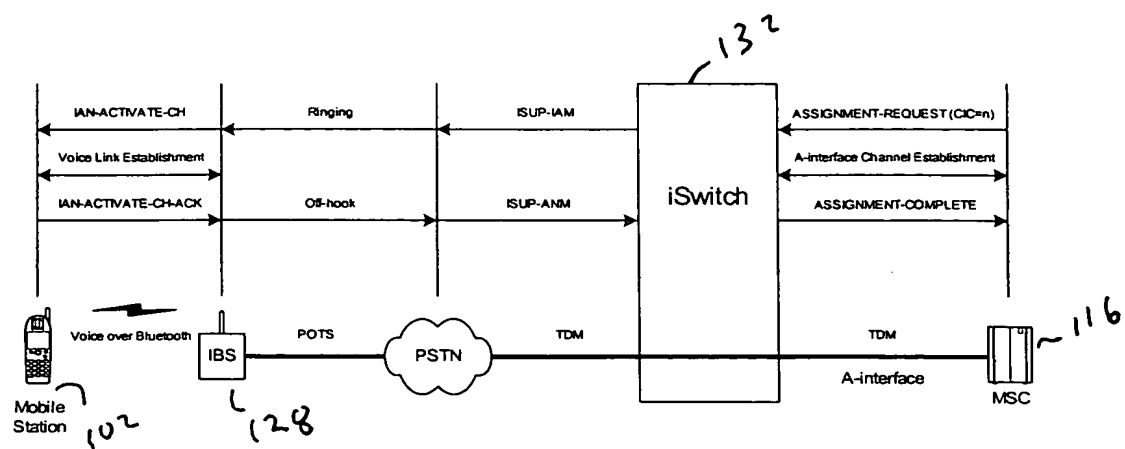 132
IAN-ACTIVATE-CH Ringing ISUP-IAM ASSIGNMENT-REQUEST (CIC=n)
Voice Link Establishment A-interface Channel Establishment
iSwitch
IAN-ACTIVATE-CH-ACK Off-hook ISUP-ANM ASSIGNMENT-COMPLETE
116
Voice over Bluetooth POTS TDM TDM
IBS PSTN
A-interface
Mobile
Station
MSC
102
128